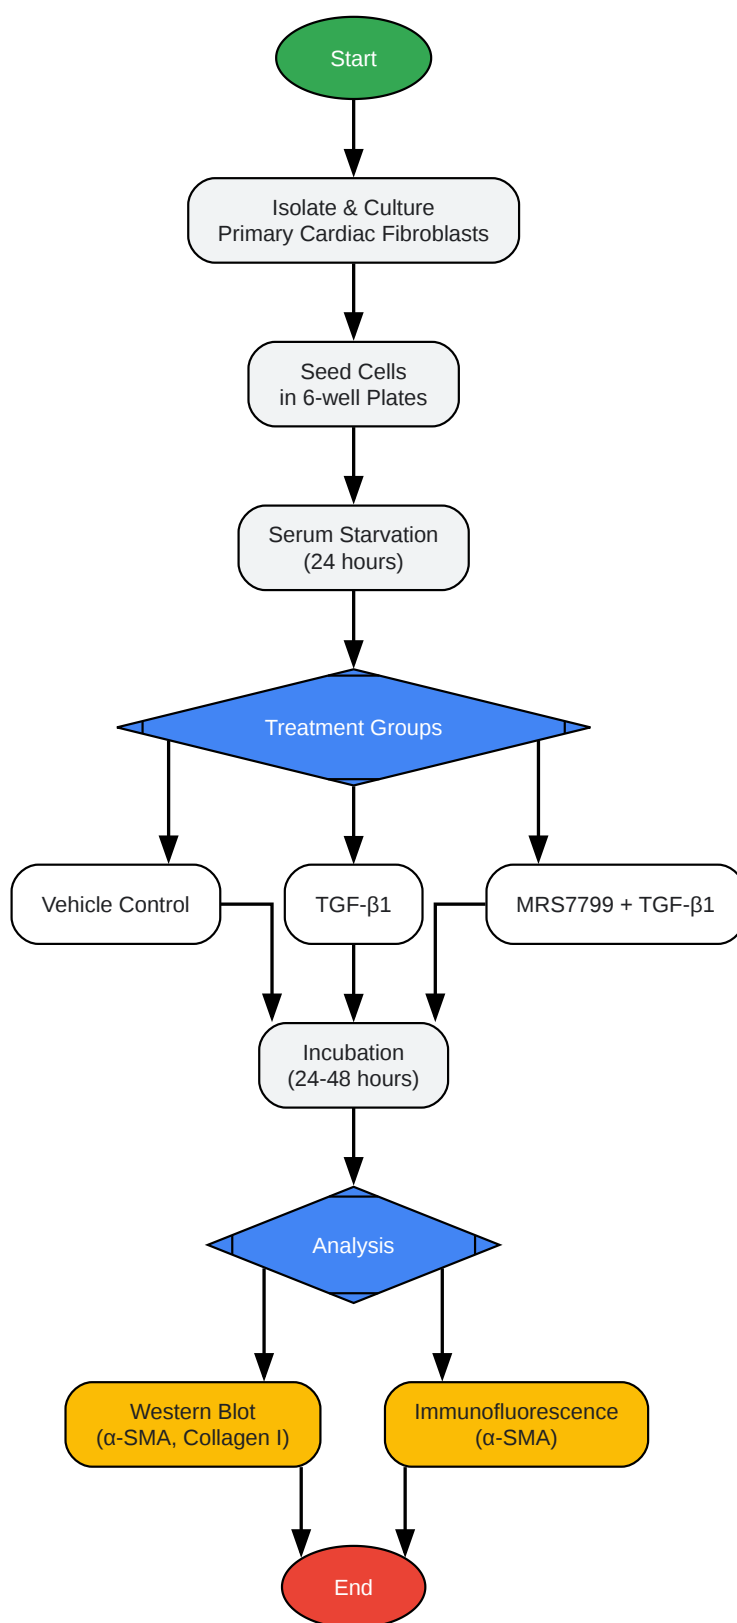 Start
Isolate & Culture
Primary Cardiac Fibroblasts
Seed Cells
in 6-well Plates
Serum Starvation
(24 hours)
Treatment Groups
Vehicle Control
TGF-β1
MRS7799 + TGF-β1
Incubation
(24-48 hours)
Analysis
Western Blot
(α-SMA, Collagen I)
Immunofluorescence
(α-SMA)
End